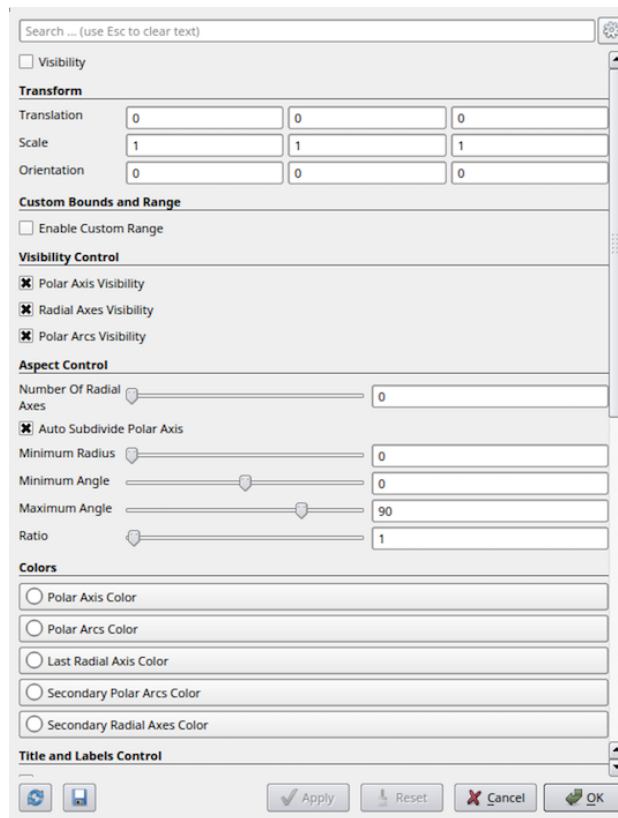 Search ... (use Esc to clear text)
Visibility
Transform
Translation 0 0 0
Scale 1 1 1
Orientation 0 0 0
Custom Bounds and Range
Enable Custom Range
Visibility Control
Polar Axis Visibility
Radial Axes Visibility
Polar Arcs Visibility
Aspect Control
Number Of Radial
Axes
0
Auto Subdivide Polar Axis
Minimum Radius 0
Minimum Angle 0
Maximum Angle 90
Ratio 1
Colors
Polar Axis Color
Polar Arcs Color
Last Radial Axis Color
Secondary Polar Arcs Color
Secondary Radial Axes Color
Title and Labels Control
Apply Reset Cancel OK